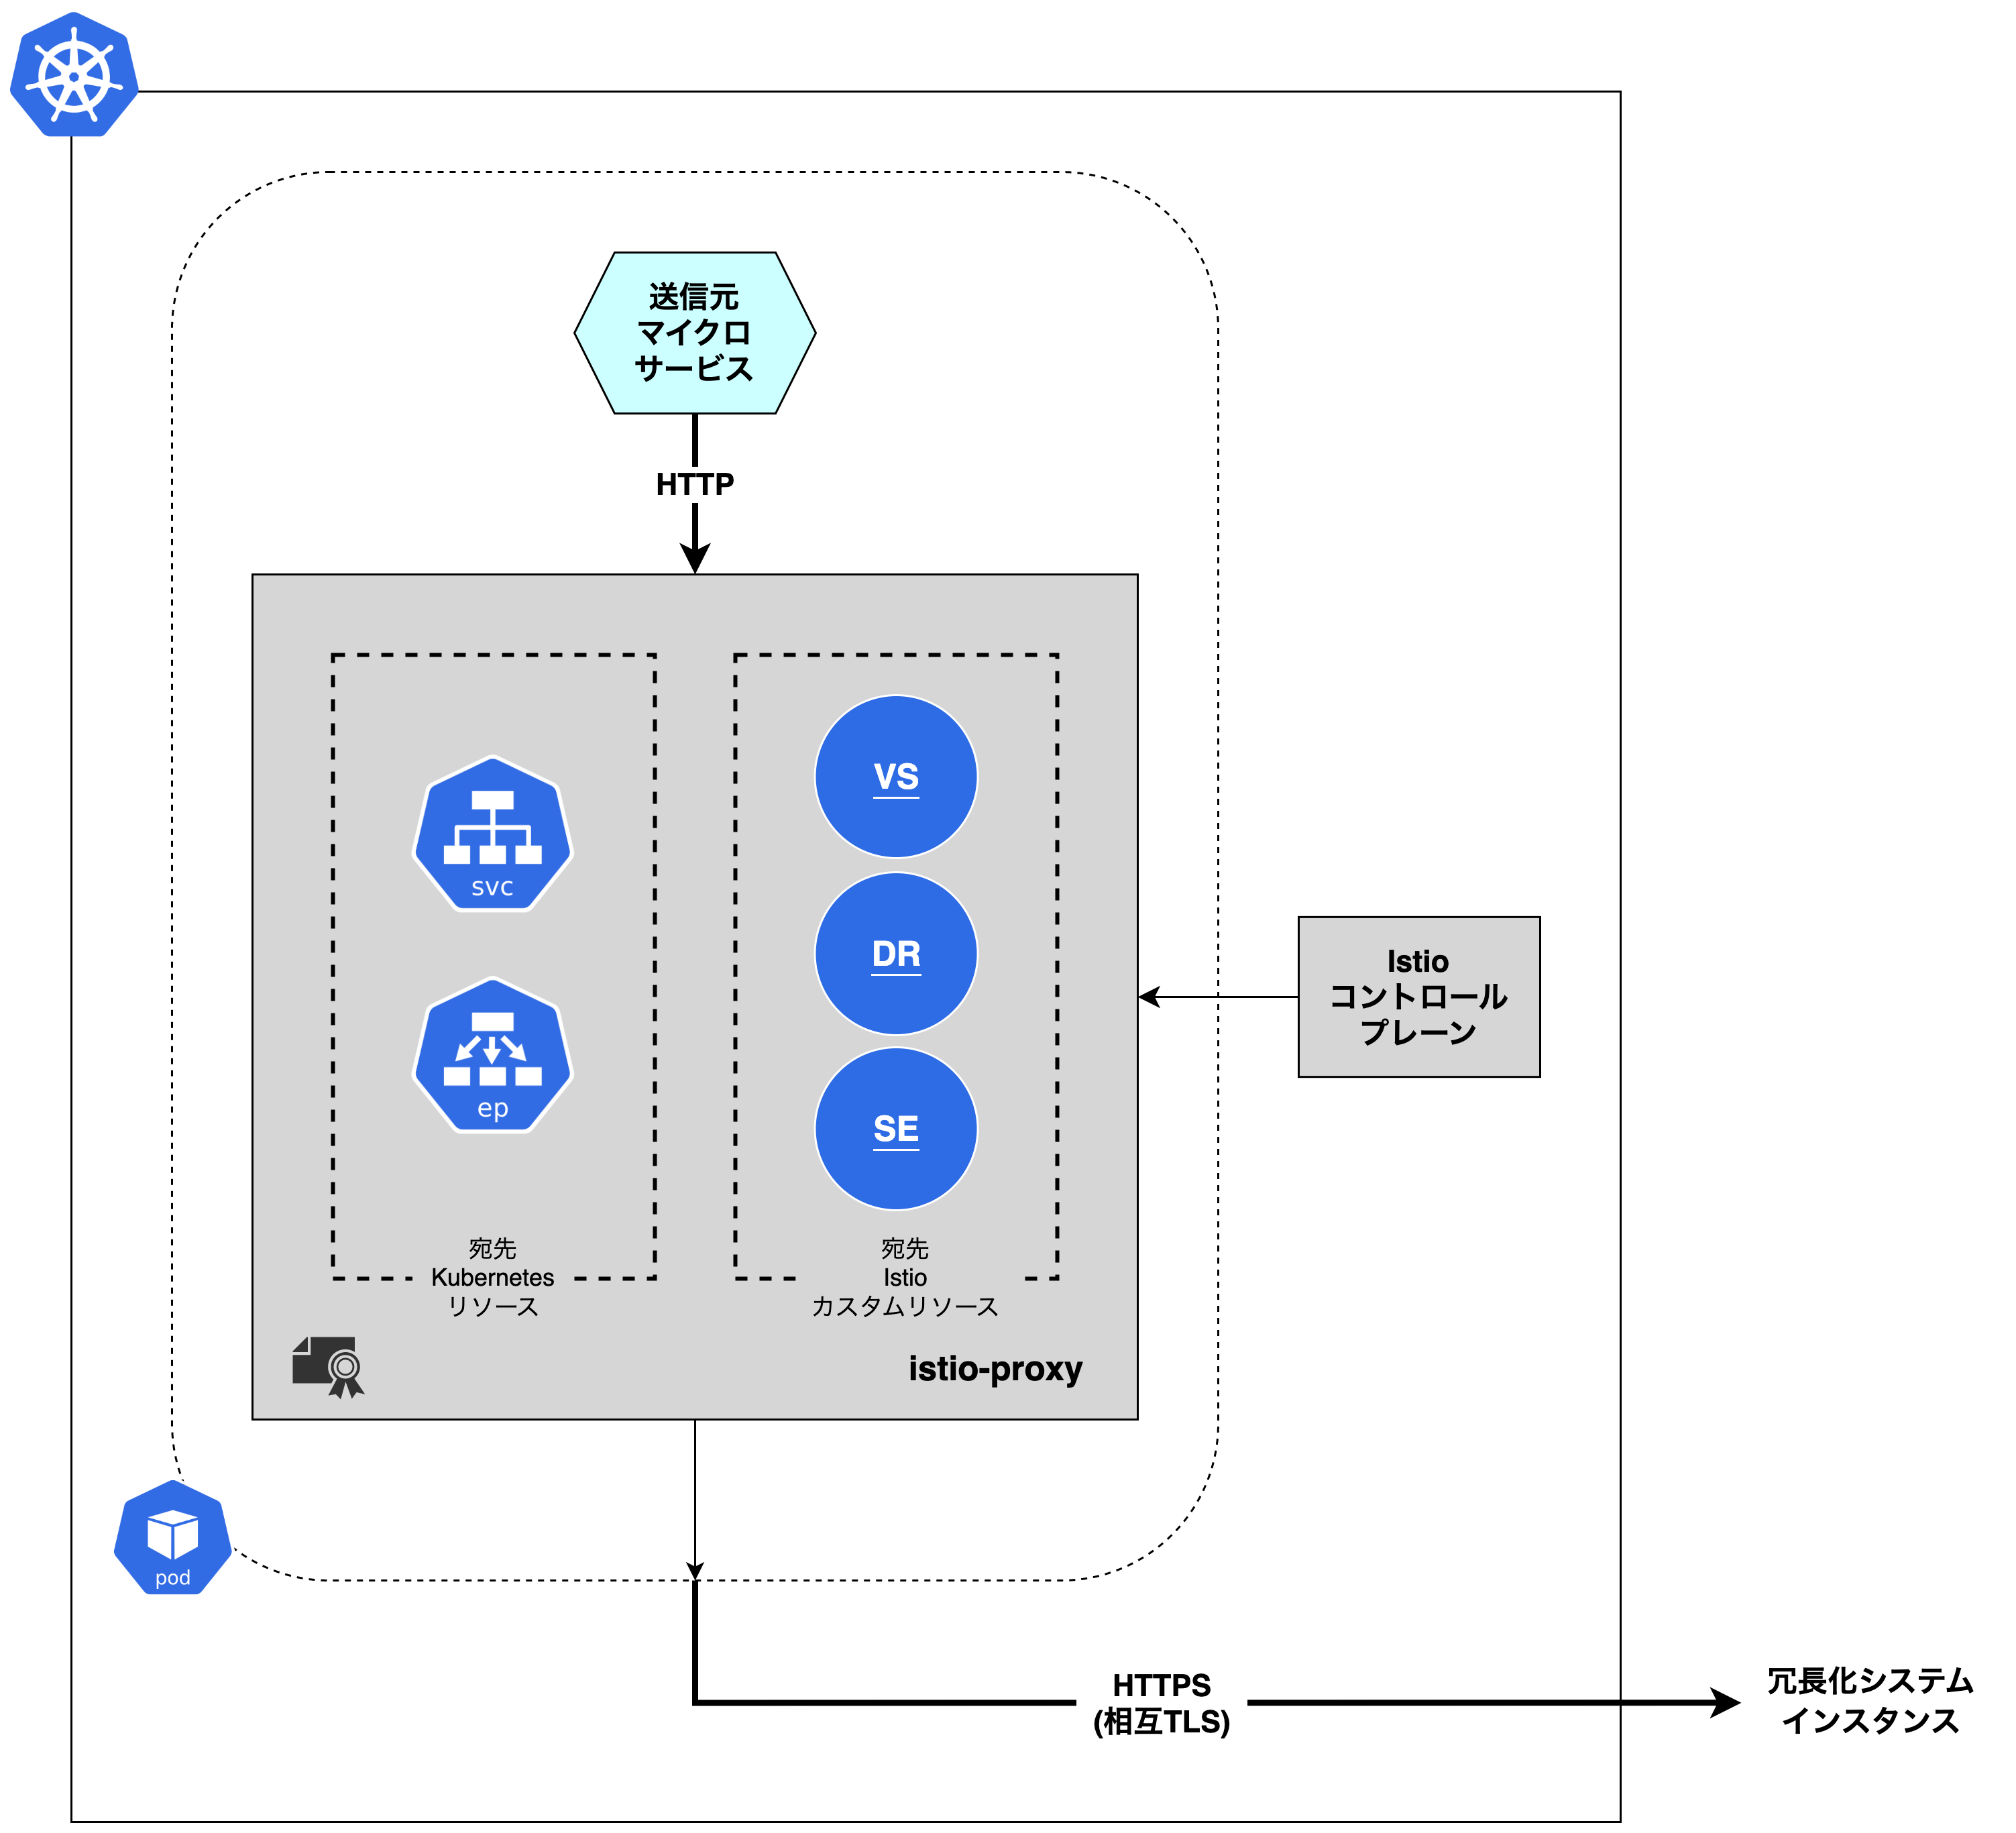 送信元
マイクロ
サービス
HTTP
svc
ep
宛先
Kubernetes
リソース
VS
DR
SE
宛先
Istio
カスタムリソース
istio-proxy
Istio
コントロール
プレーン
pod
HTTPS
(相互TLS)
冗長化システム
インスタンス